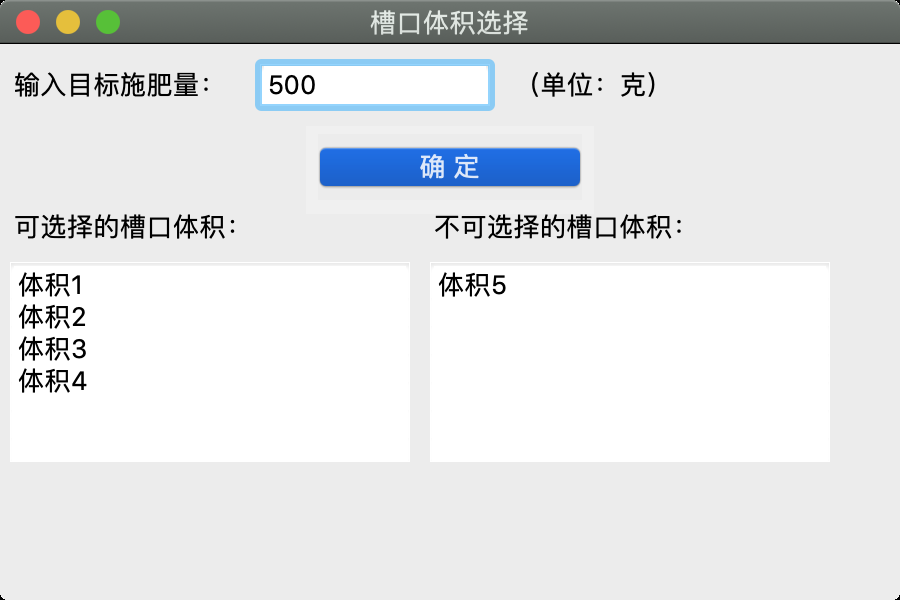 槽口体积选择
输入目标施肥量： 500 （单位：克）
确 定
可选择的槽口体积： 不可选择的槽口体积：
体积1 体积5
体积2
体积3
体积4